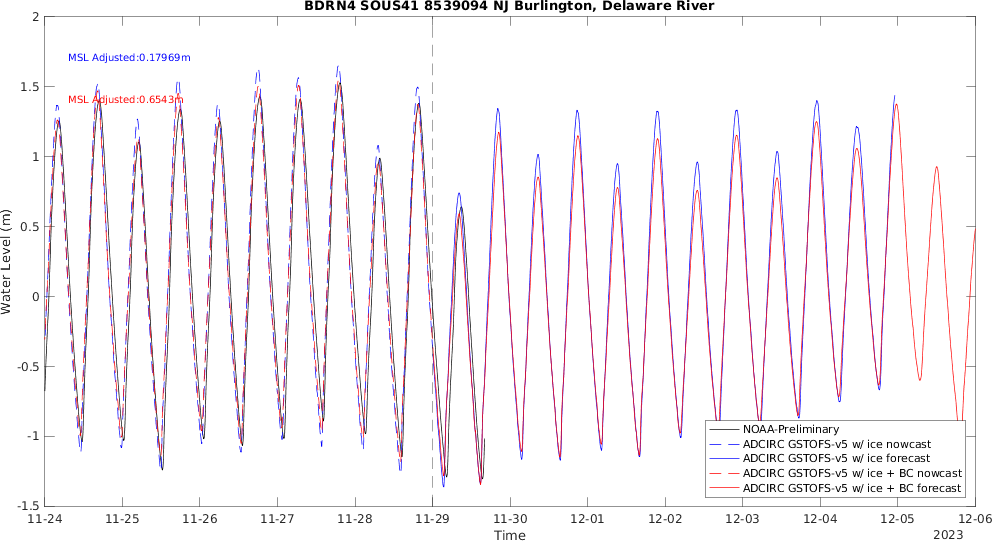 BDRN4 SOUS41 8539094 NJ Burlington, Delaware River
MSL Adjusted:0.17969m
MSL Adjusted:0.6543m
Water Level (m)
2
1.5
1
0.5
0
-0.5
-1
-1.5
11-24 11-25 11-26 11-27 11-28 11-29 11-30 12-01 12-02 12-03 12-04 12-05 12-06
Time
2023
NOAA-Preliminary
ADCIRC GSTOFS-v5 w/ ice nowcast
ADCIRC GSTOFS-v5 w/ ice forecast
ADCIRC GSTOFS-v5 w/ ice + BC nowcast
ADCIRC GSTOFS-v5 w/ ice + BC forecast